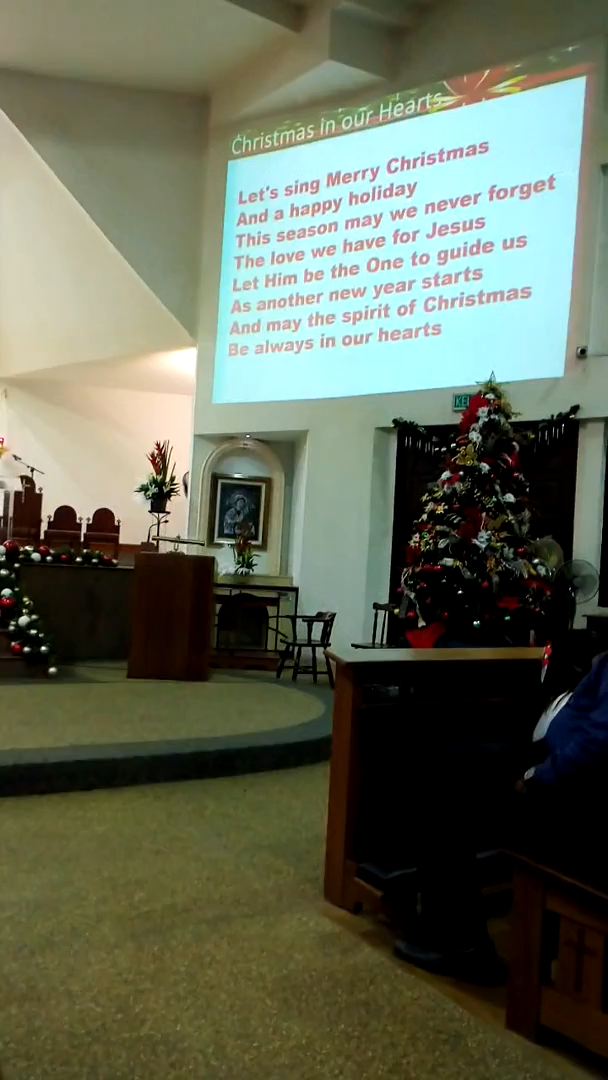 Christmas in our Hearts
Let's sing Merry Christmas
And a happy holiday
This season may we never forget
The love we have for Jesus
Let Him be the One to guide us
As another new year starts
And may the spirit of Christmas
Be always in our hearts